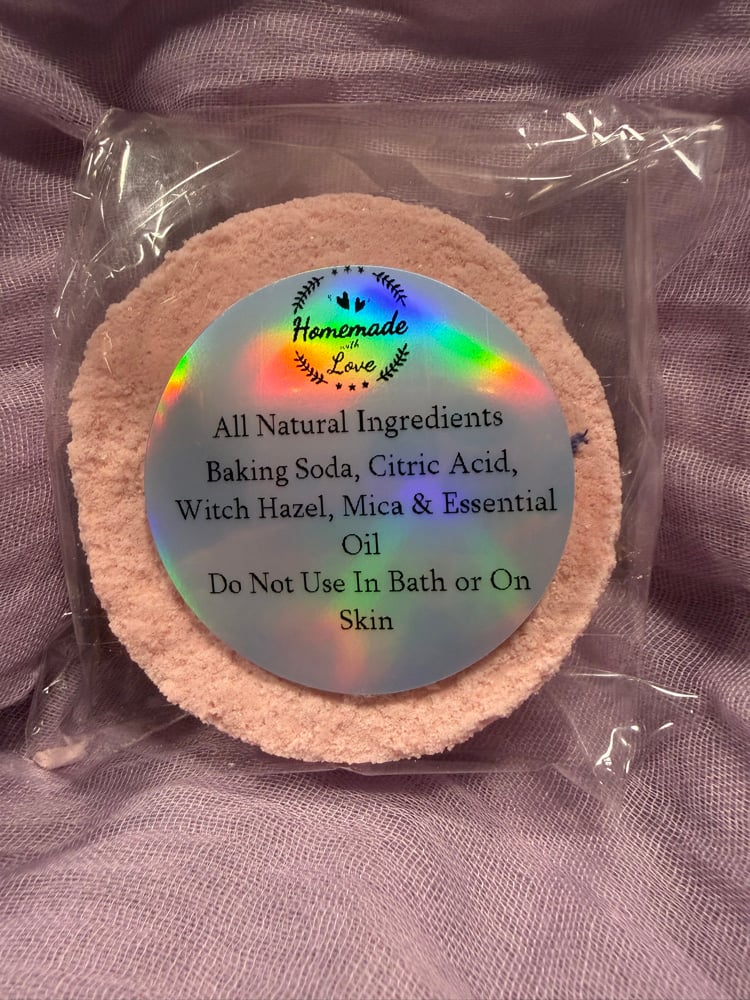 Homemade
with
Love
All Natural Ingredients
Baking Soda, Citric Acid,
Witch Hazel, Mica & Essential
Oil
Do Not Use In Bath or On
Skin